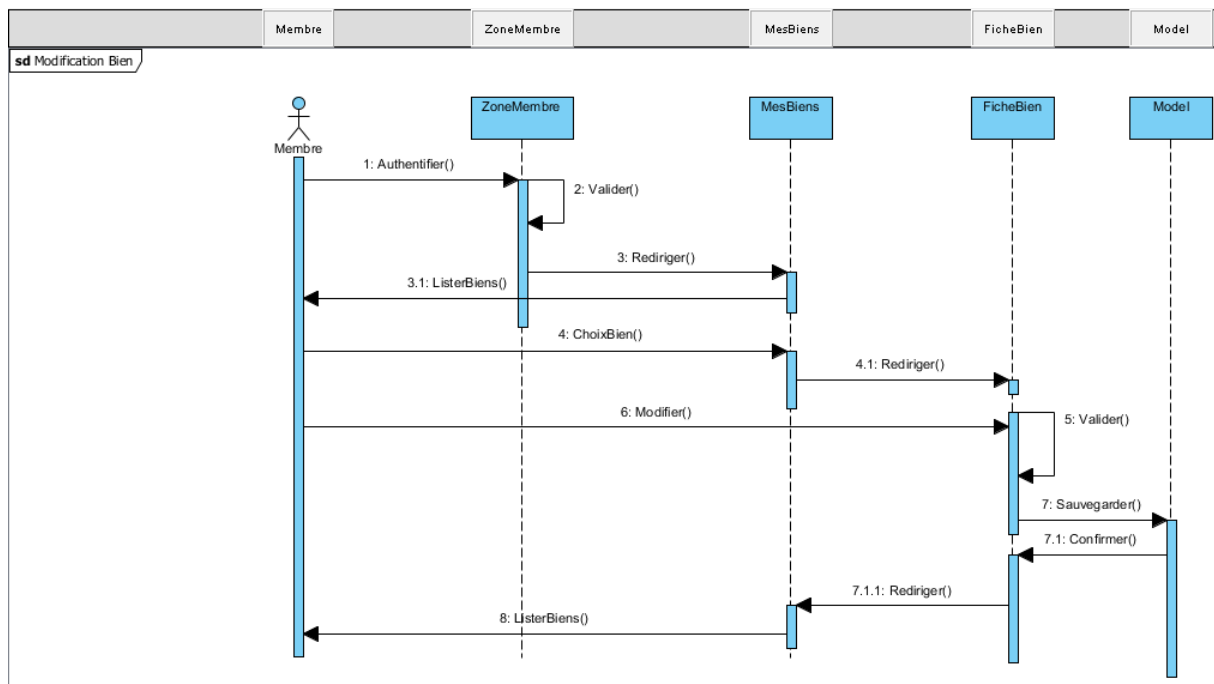 Membre ZoneMembre MesBiens FicheBien Model
sd Modification Bien
ZoneMembre MesBiens FicheBien Model
Membre
1: Authentifier()
2: Valider()
3: Rediriger()
3.1: ListerBiens()
4: ChoixBien()
4.1: Rediriger()
6: Modifier()
5: Valider()
7: Sauvegarder()
7.1: Confirmer()
7.1.1: Rediriger()
8: ListerBiens()